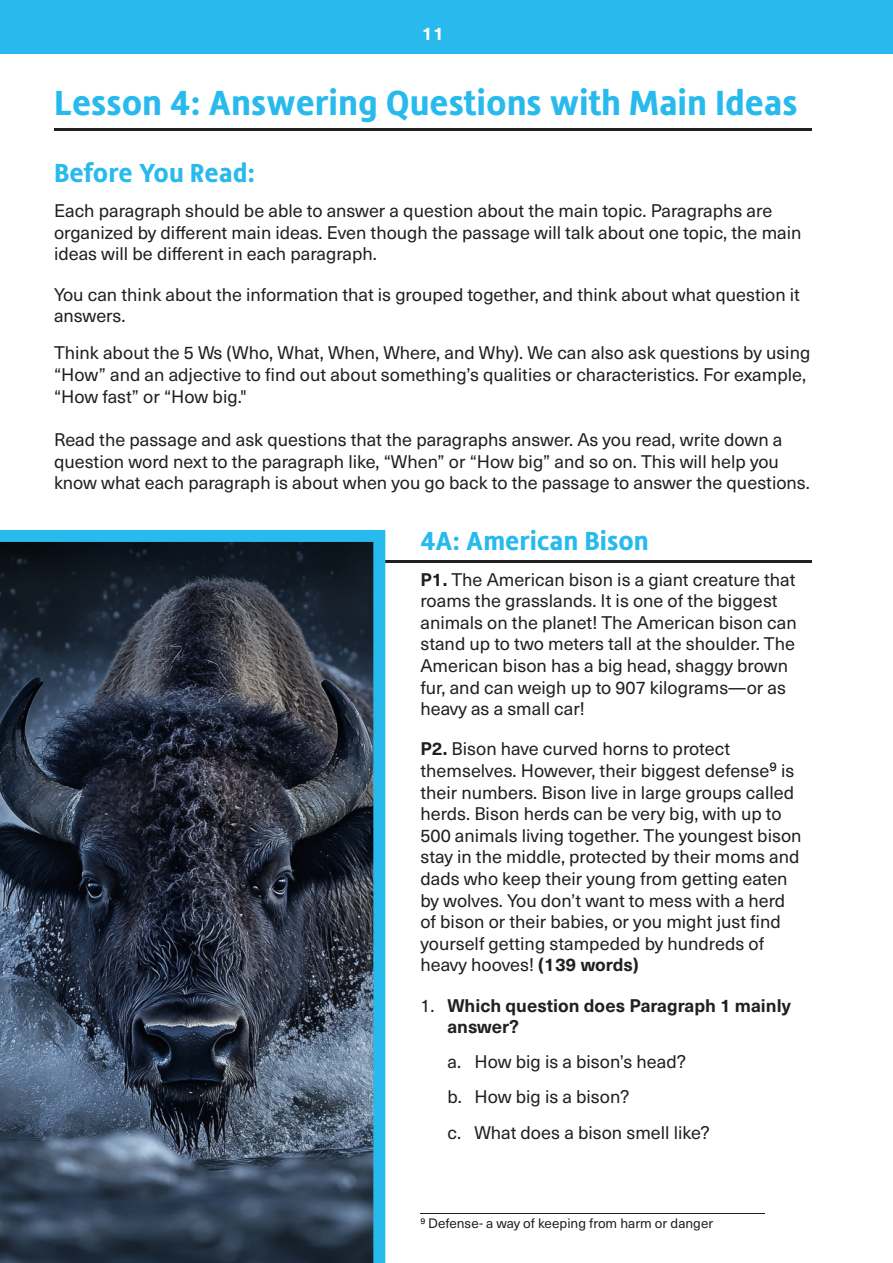 11
Lesson 4: Answering Questions with Main Ideas
Before You Read:
Each paragraph should be able to answer a question about the main topic. Paragraphs are
organized by different main ideas. Even though the passage will talk about one topic, the main
ideas will be different in each paragraph.
You can think about the information that is grouped together, and think about what question it
answers.
Think about the 5 Ws (Who, What, When, Where, and Why). We can also ask questions by using
“How” and an adjective to find out about something’s qualities or characteristics. For example,
“How fast” or “How big."
Read the passage and ask questions that the paragraphs answer. As you read, write down a
question word next to the paragraph like, “When” or “How big” and so on. This will help you
know what each paragraph is about when you go back to the passage to answer the questions.
4A: American Bison
P1. The American bison is a giant creature that
roams the grasslands. It is one of the biggest
animals on the planet! The American bison can
stand up to two meters tall at the shoulder. The
American bison has a big head, shaggy brown
fur, and can weigh up to 907 kilograms—or as
heavy as a small car!
P2. Bison have curved horns to protect
themselves. However, their biggest defense⁹ is
their numbers. Bison live in large groups called
herds. Bison herds can be very big, with up to
500 animals living together. The youngest bison
stay in the middle, protected by their moms and
dads who keep their young from getting eaten
by wolves. You don’t want to mess with a herd
of bison or their babies, or you might just find
yourself getting stampeded by hundreds of
heavy hooves! (139 words)
1. Which question does Paragraph 1 mainly
answer?
a. How big is a bison’s head?
b. How big is a bison?
c. What does a bison smell like?
⁹ Defense- a way of keeping from harm or danger